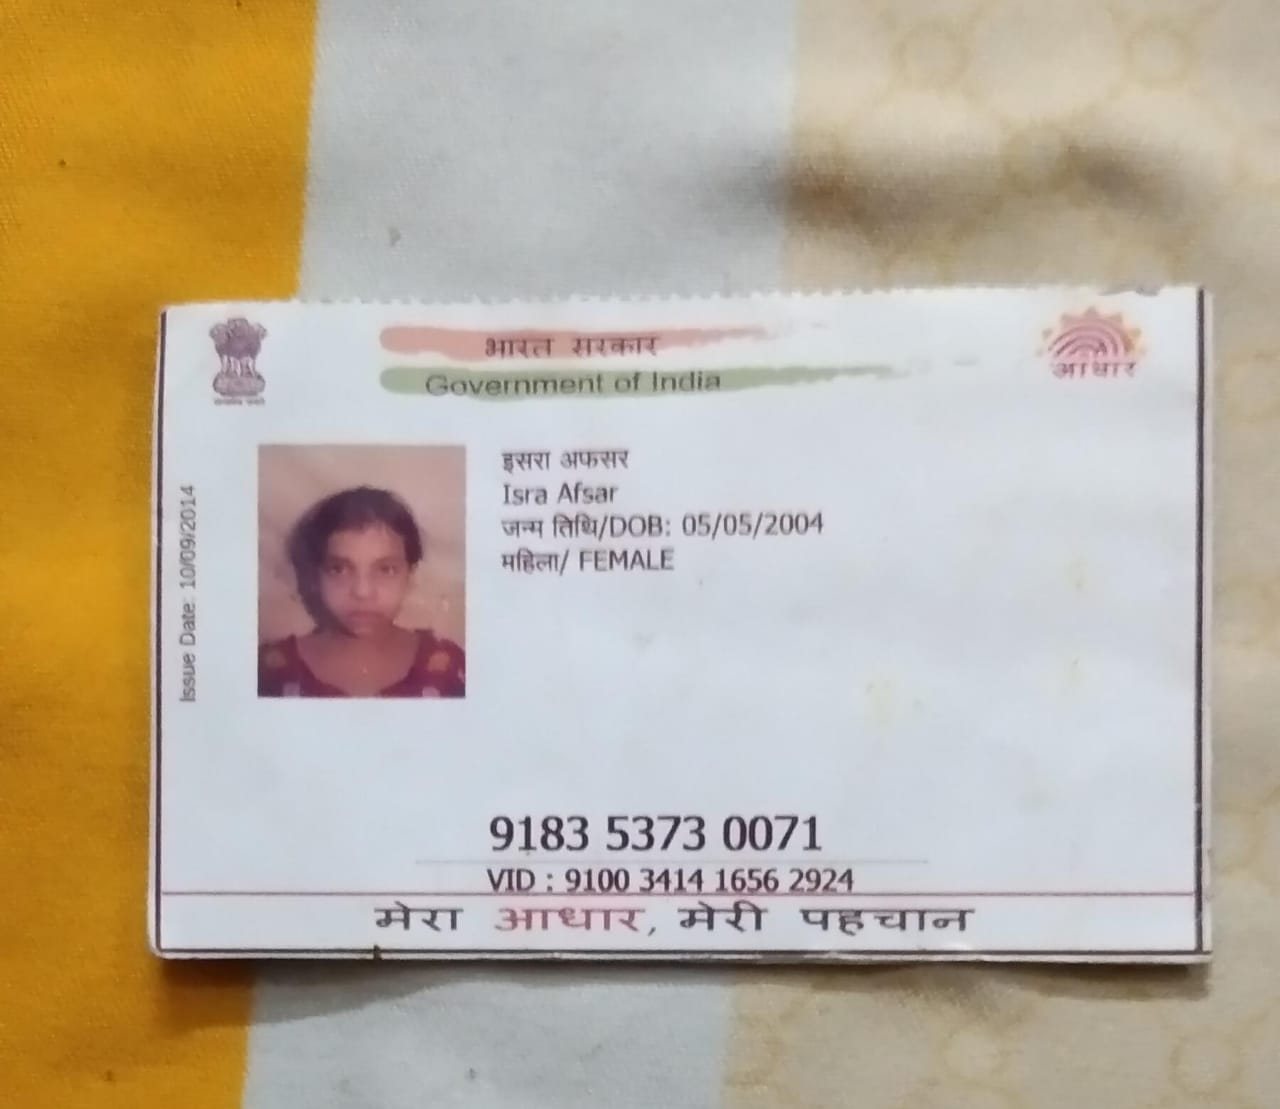 भारत सरकार
Government of India
आधार
Issue Date: 10/09/2014
इसरा अफसर
Isra Afsar
जन्म तिथि/DOB: 05/05/2004
महिला/ FEMALE
9183 5373 0071
VID : 9100 3414 1656 2924
मेरा आधार, मेरी पहचान